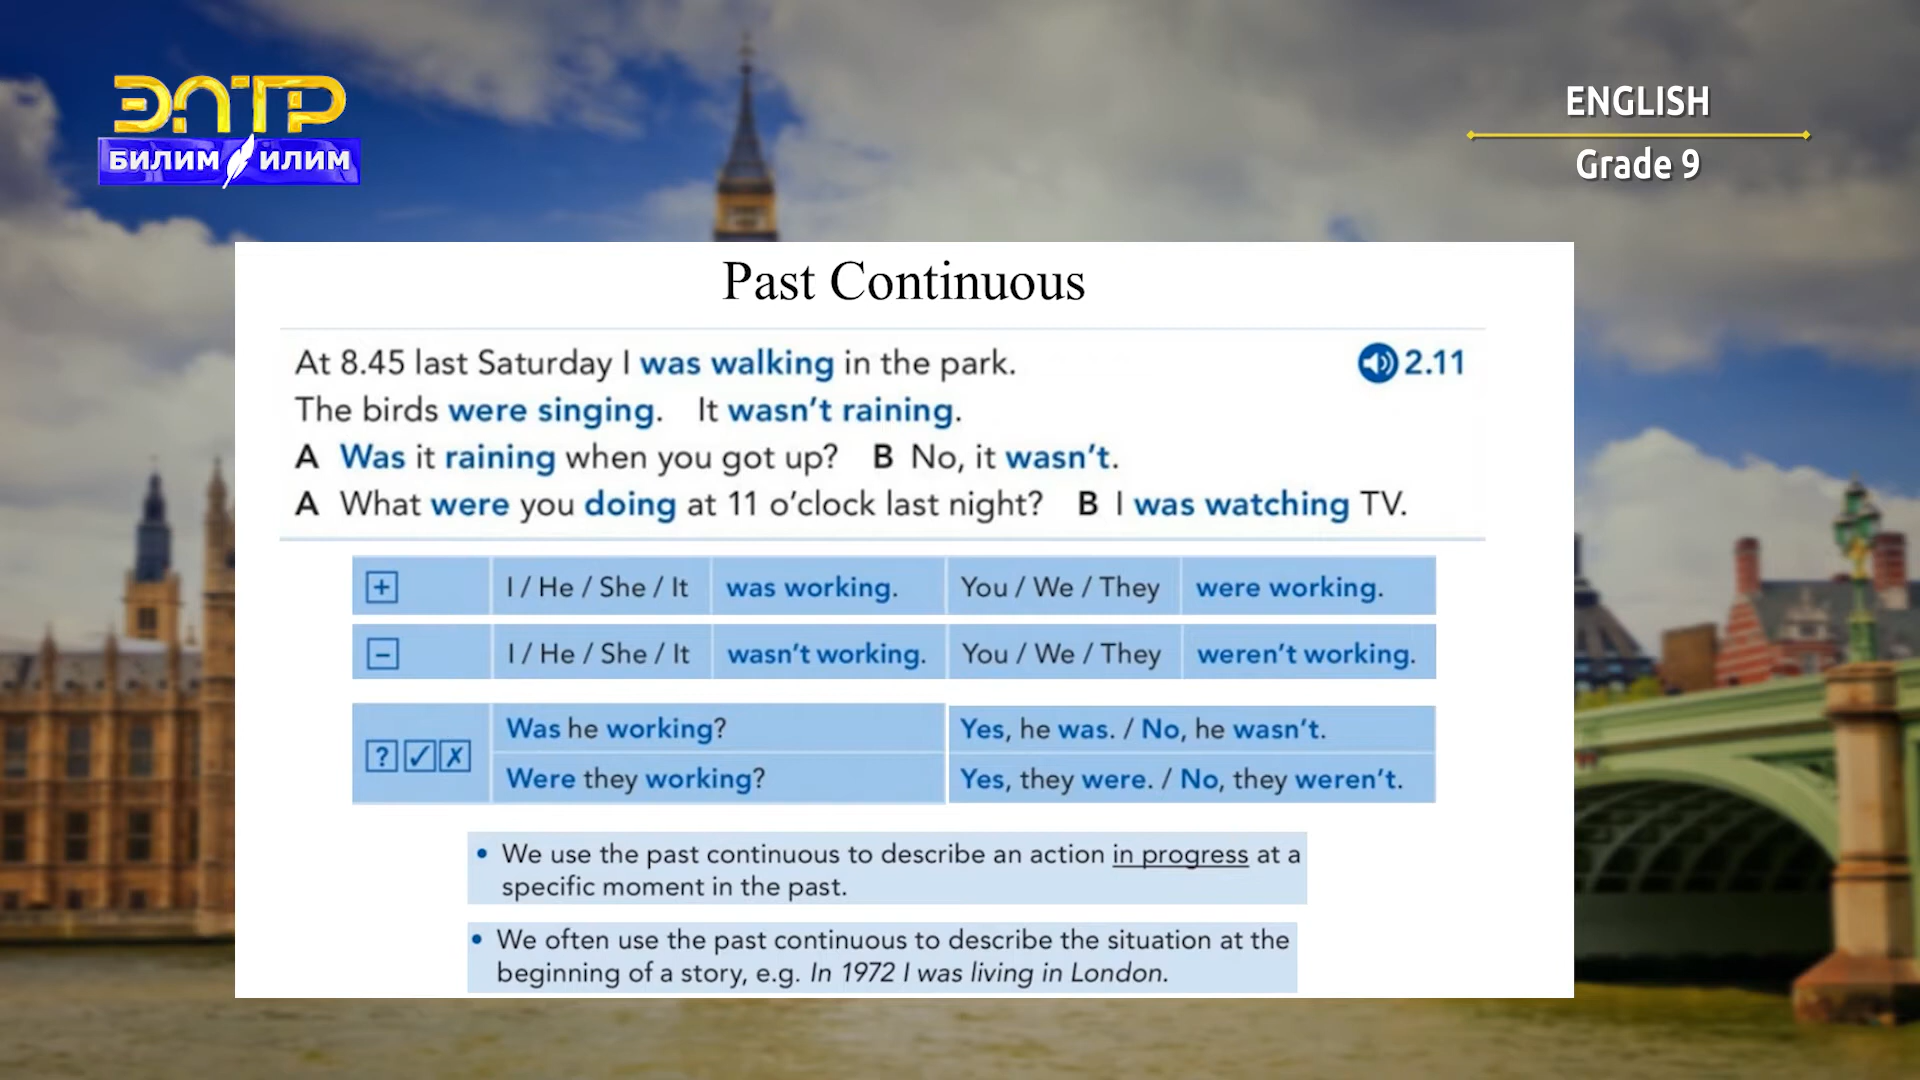 ЭЛТР
БИЛИМ ИЛИМ
ENGLISH
Grade 9
Past Continuous
At 8.45 last Saturday I was walking in the park. 2.11
The birds were singing. It wasn't raining.
A Was it raining when you got up? B No, it wasn't.
A What were you doing at 11 o'clock last night? B I was watching TV.
+ I / He / She / It was working. You / We / They were working.
− I / He / She / It wasn't working. You / We / They weren't working.
? ✓ ✗
Was he working? Yes, he was. / No, he wasn't.
Were they working? Yes, they were. / No, they weren't.
• We use the past continuous to describe an action in progress at a
specific moment in the past.
• We often use the past continuous to describe the situation at the
beginning of a story, e.g. In 1972 I was living in London.